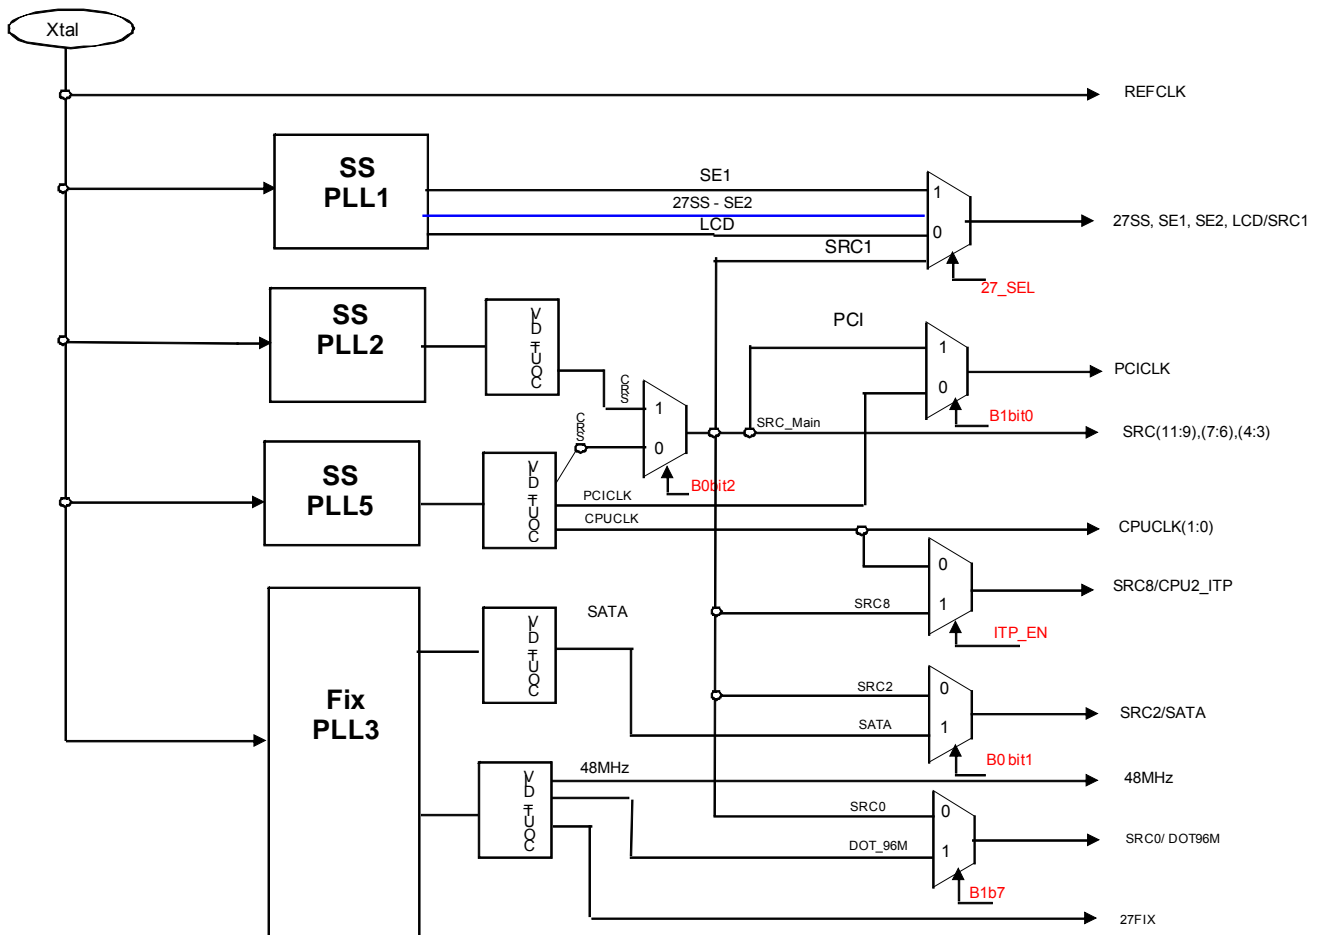 Xtal
REFCLK
SS
PLL1
SE1
27SS - SE2
LCD
SRC1
1
0
27SS, SE1, SE2, LCD/SRC1
27_SEL
SS
PLL2
PCI
1
0
PCICLK
B1bit0
1
0
SRC_Main
SRC(11:9),(7:6),(4:3)
B0bit2
SS
PLL5
PCICLK
CPUCLK
CPUCLK(1:0)
0
1
SRC8
SRC8/CPU2_ITP
ITP_EN
SATA
Fix
PLL3
SRC2
0
SATA
1
SRC2/SATA
B0 bit1
48MHz
48MHz
SRC0
0
DOT_96M
1
SRC0/ DOT96M
B1b7
27FIX